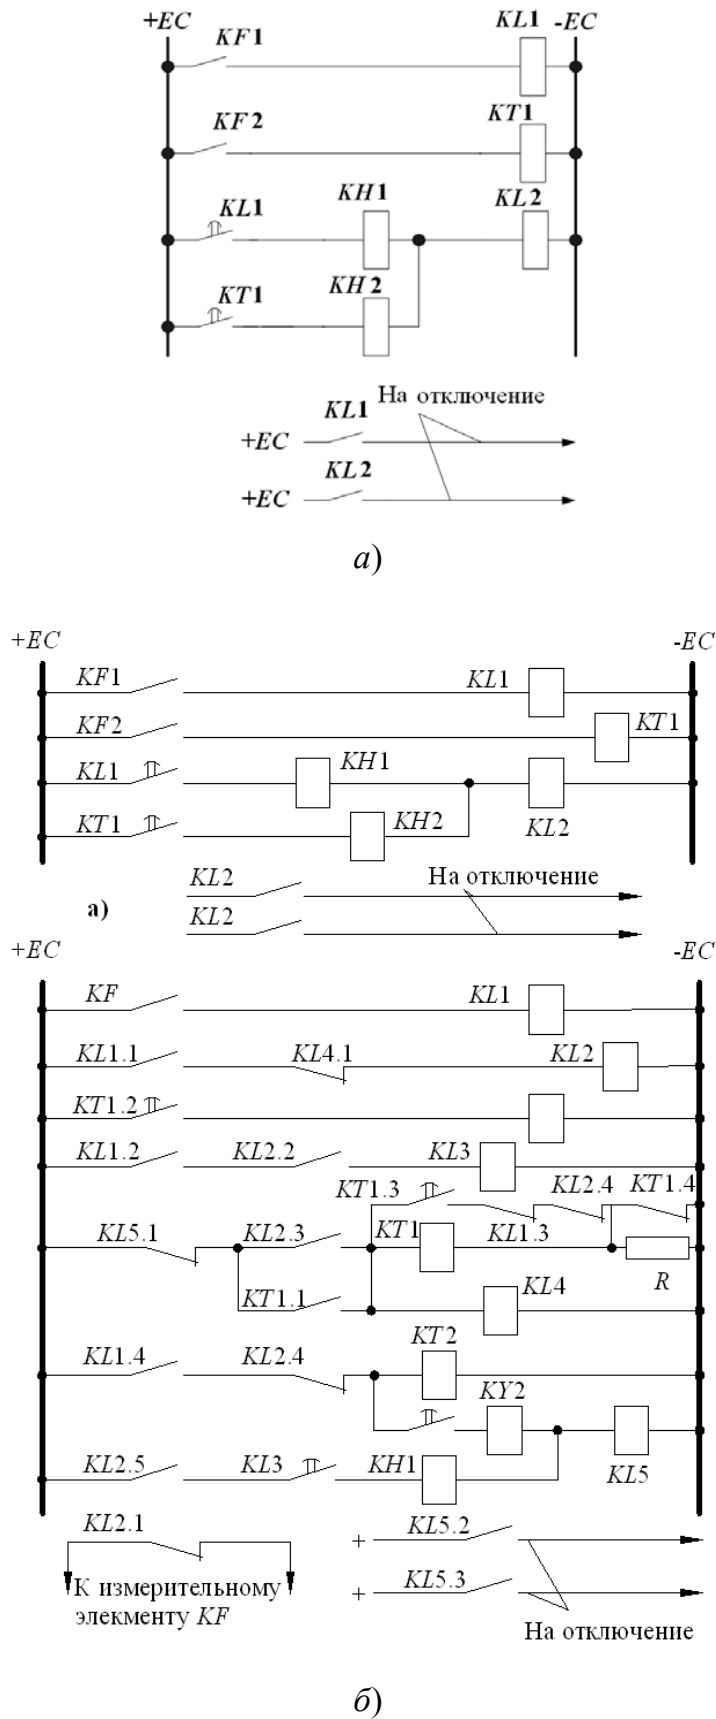 +EC -EC
KF1 KL1
KF2 KT1
KL1 KH1 KL2
KT1 KH2
На отключение
KL1
+EC
KL2
+EC
а)
+EC -EC
KF1 KL1
KF2 KT1
KL1 KH1
KT1 KH2 KL2
KL2 На отключение
а) KL2
+EC -EC
KF KL1
KL1.1 KL4.1 KL2
KT1.2
KL1.2 KL2.2 KL3
KT1.3 KL2.4 KT1.4
KL5.1 KL2.3 KT1 KL1.3
R
KT1.1 KL4
KT2
KL1.4 KL2.4
KY2
KL2.5 KL3 KH1 KL5
KL2.1 + KL5.2
К измерительному + KL5.3
элекменту KF
На отключение
б)